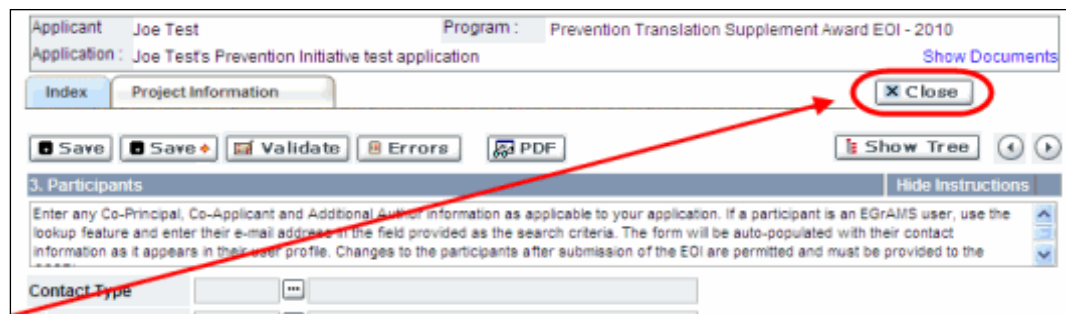 Applicant Joe Test Program : Prevention Translation Supplement Award EOI - 2010
Application : Joe Test's Prevention Initiative test application Show Documents
Index Project Information Close
Save Save Validate Errors PDF Show Tree
3. Participants Hide Instructions
Enter any Co-Principal, Co-Applicant and Additional Author information as applicable to your application. If a participant is an EGrAMS user, use the
lookup feature and enter their e-mail address in the field provided as the search criteria. The form will be auto-populated with their contact
information as it appears in their user profile. Changes to the participants after submission of the EOI are permitted and must be provided to the
Contact Type